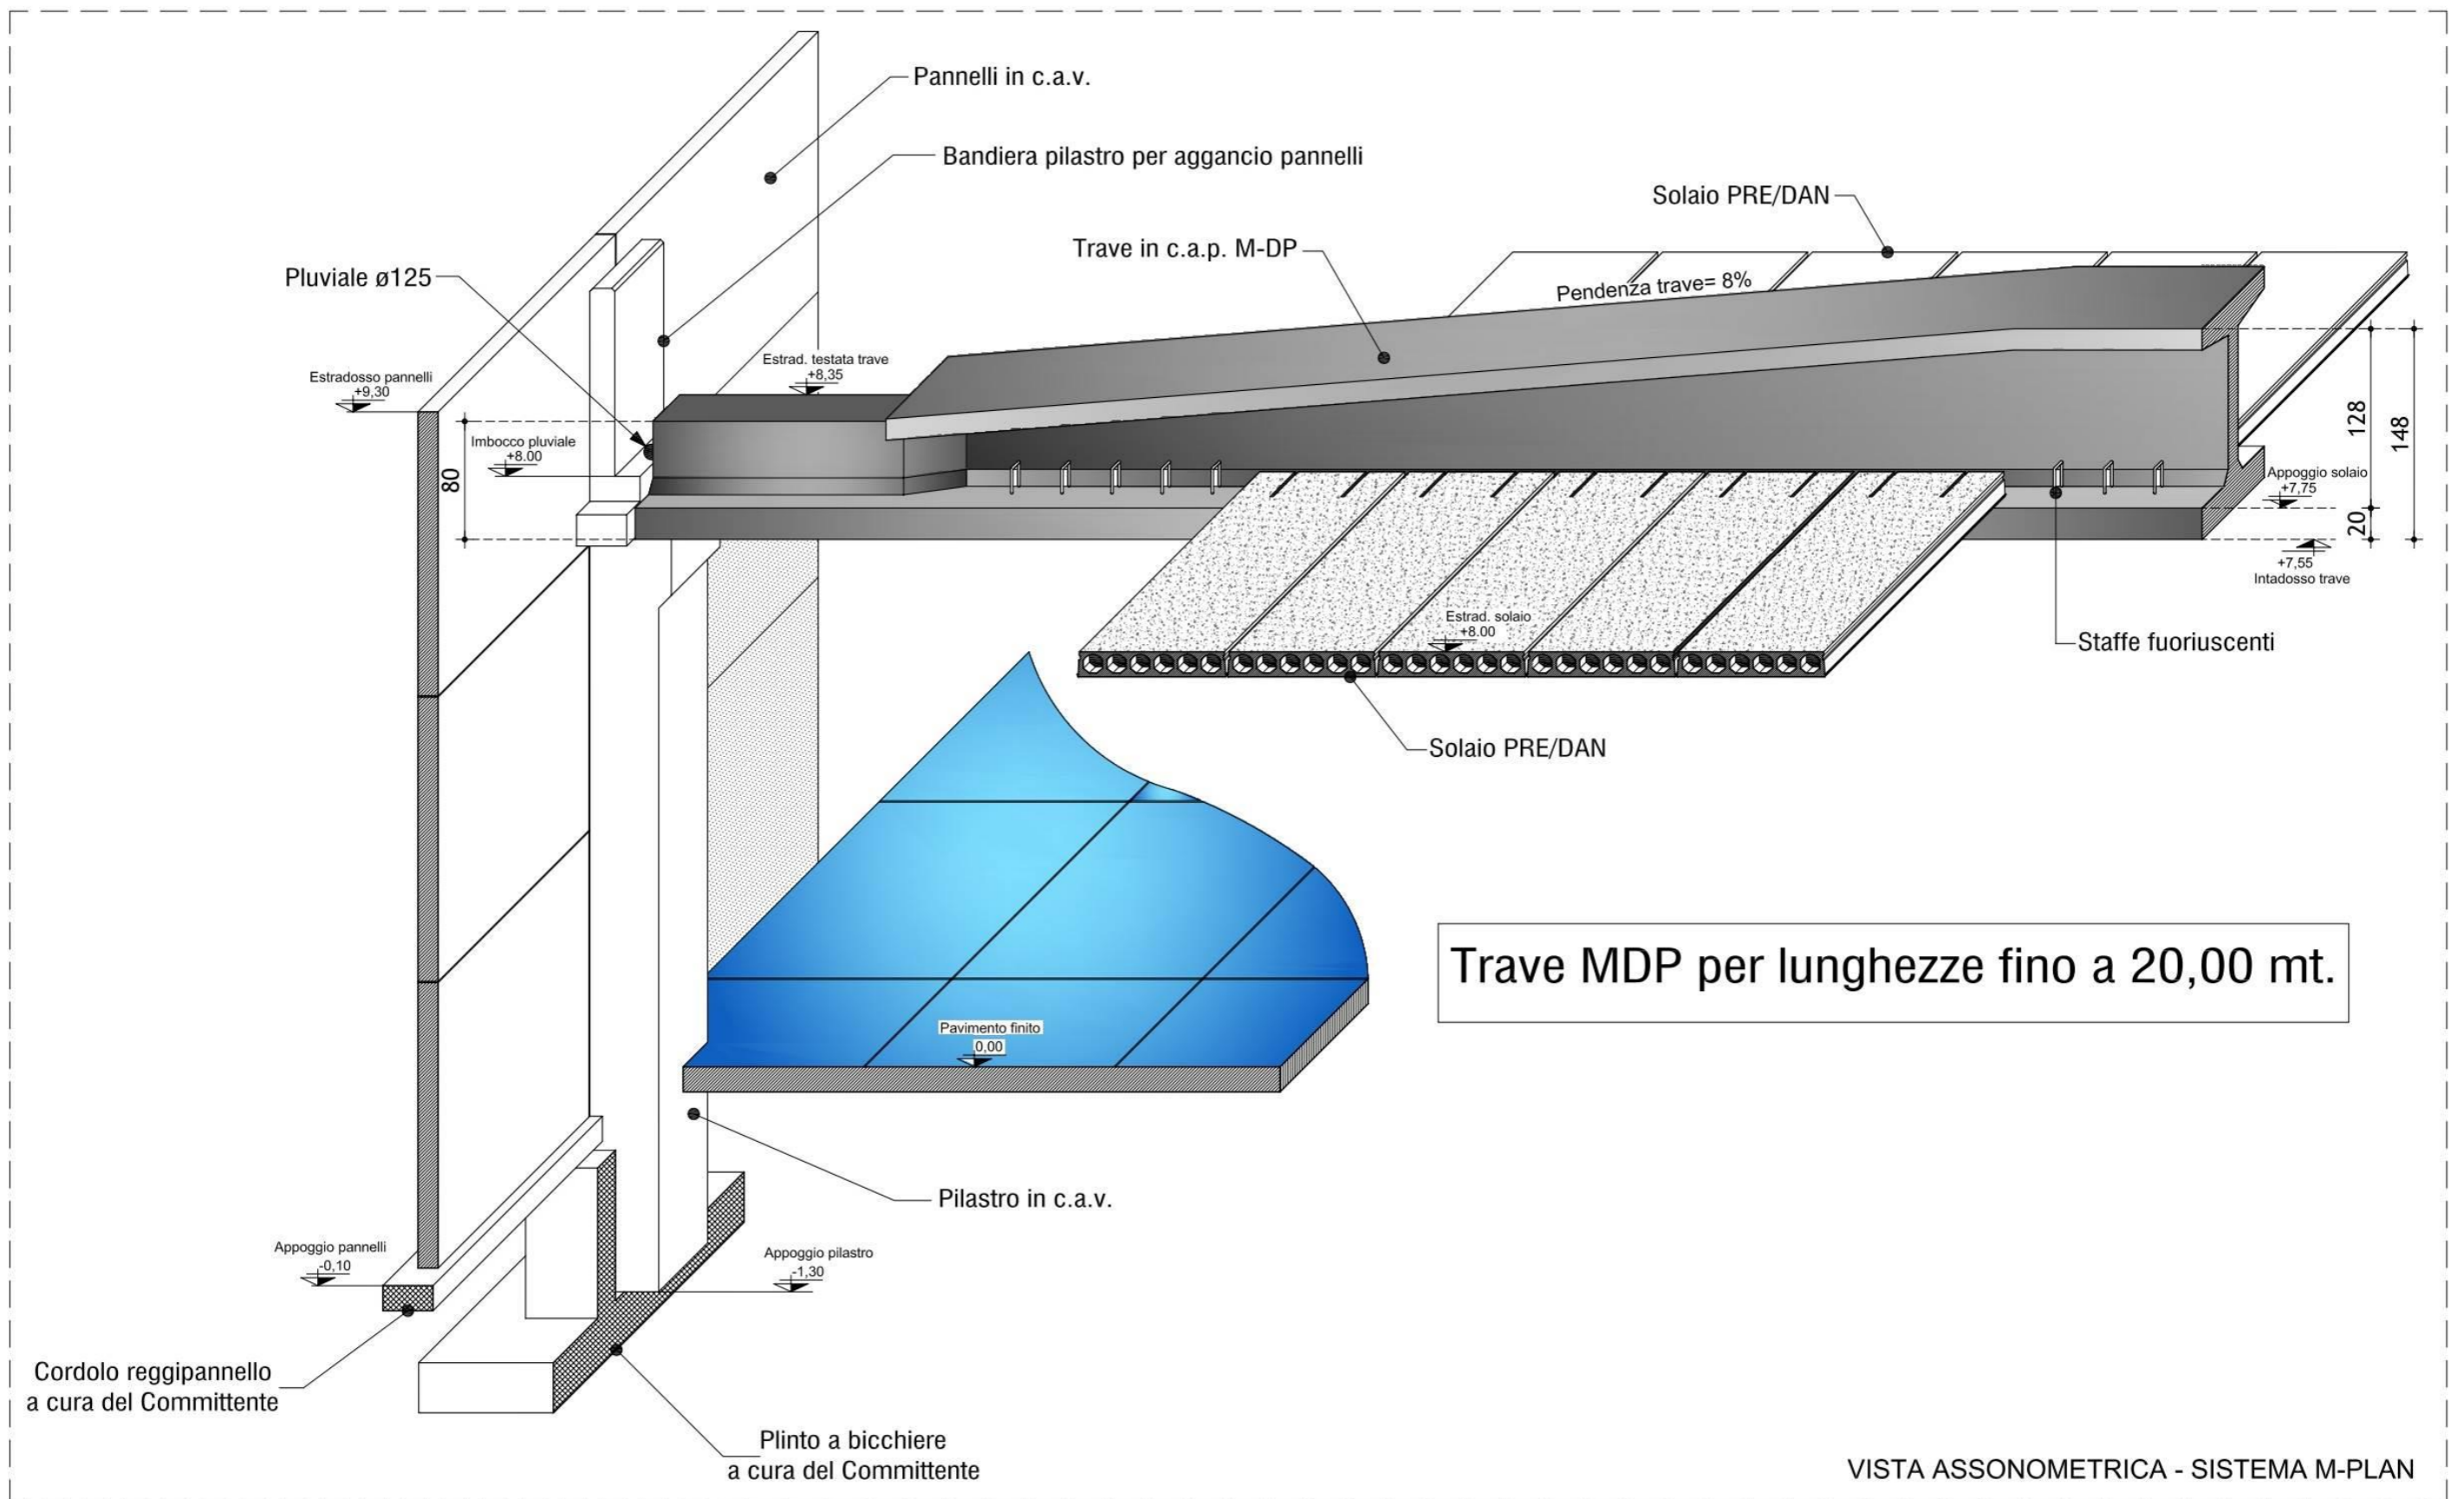 Pannelli in c.a.v.
Bandiera pilastro per aggancio pannelli
Solaio PRE/DAN
Trave in c.a.p. M-DP
Pluviale ø125
Pendenza trave= 8%
Estrad. testata trave
+8,35
Estradosso pannelli
+9,30
Imbocco pluviale
+8.00
80
128
148
20
Appoggio solaio
+7,75
+7,55
Intadosso trave
Estrad. solaio
+8.00
Staffe fuoriuscenti
Solaio PRE/DAN
Trave MDP per lunghezze fino a 20,00 mt.
Pavimento finito
0,00
Pilastro in c.a.v.
Appoggio pannelli
-0,10
Appoggio pilastro
-1,30
Cordolo reggipannello
a cura del Committente
Plinto a bicchiere
a cura del Committente
VISTA ASSONOMETRICA - SISTEMA M-PLAN